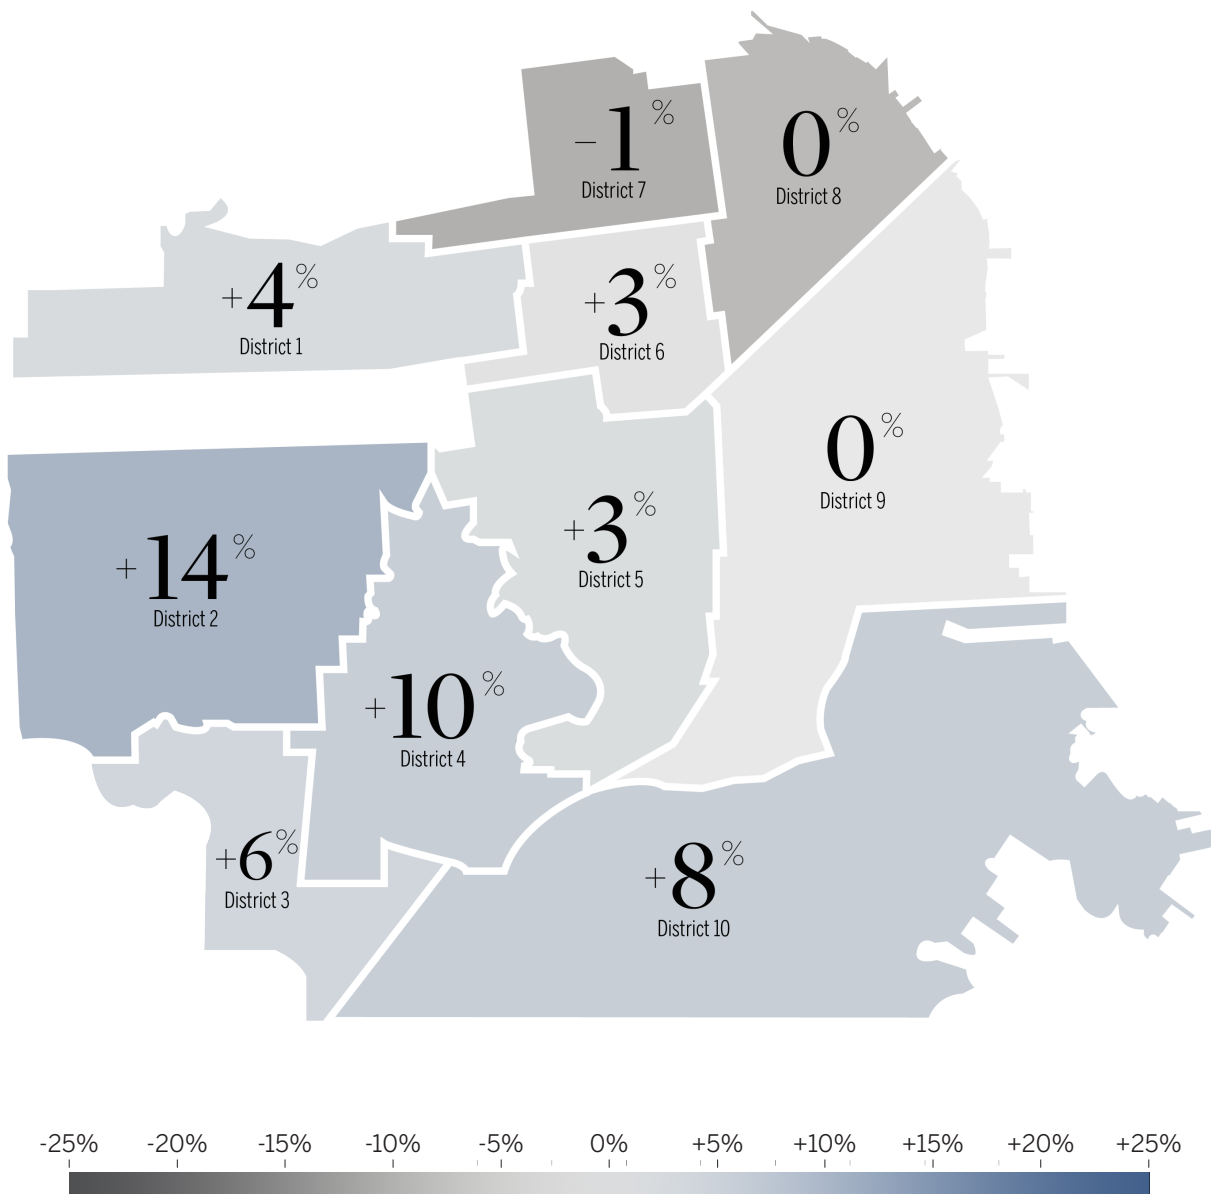 -1%
District 7
0%
District 8
+4%
District 1
+3%
District 6
0%
District 9
+14%
District 2
+3%
District 5
+10%
District 4
+6%
District 3
+8%
District 10
-25% -20% -15% -10% -5% 0% +5% +10% +15% +20% +25%